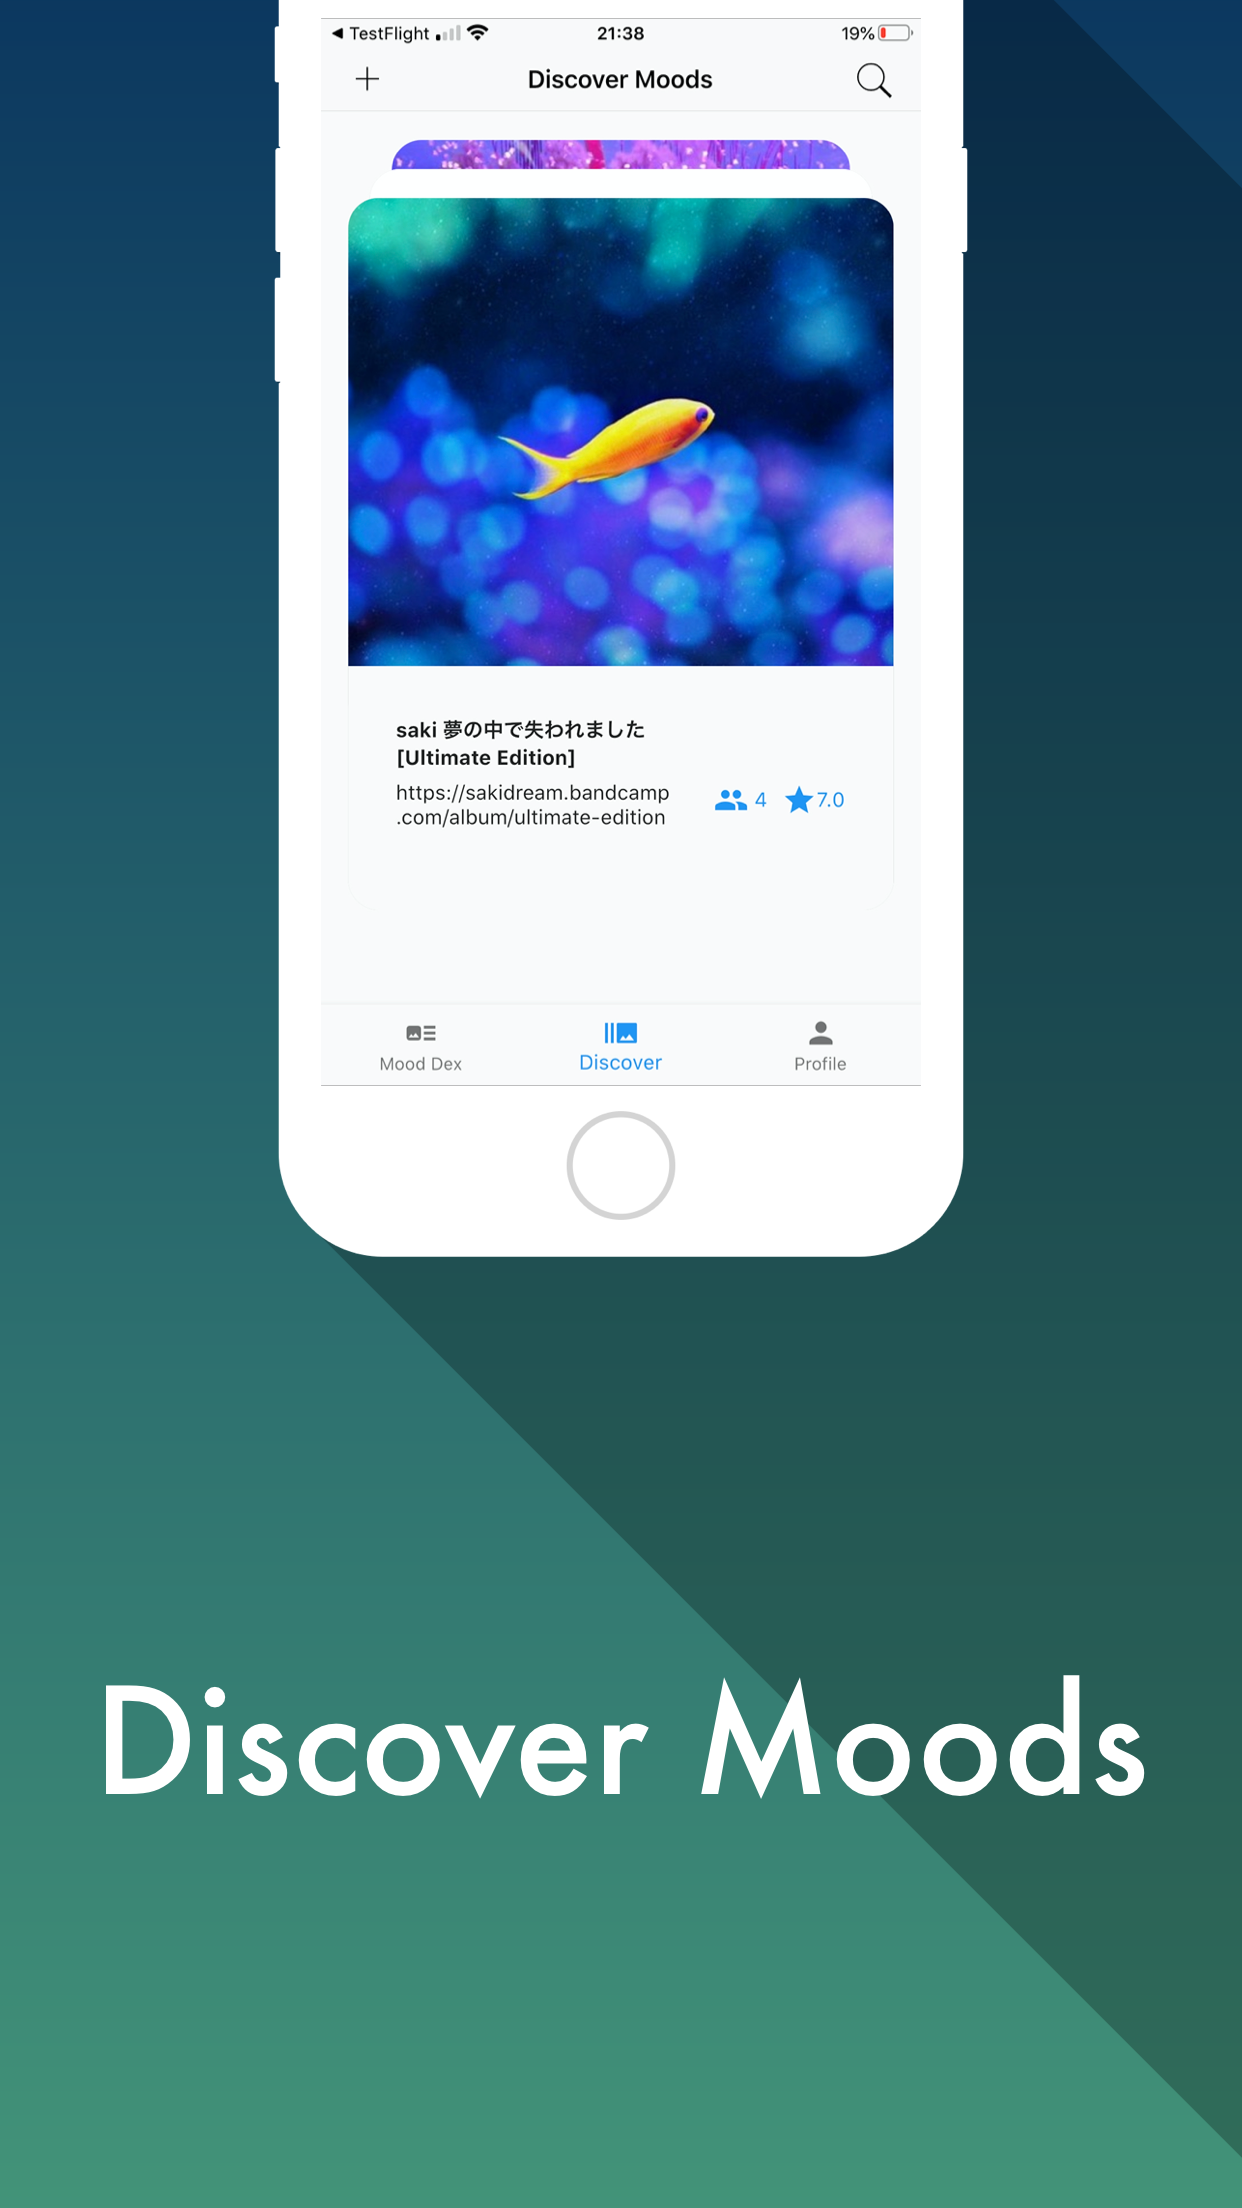 TestFlight
21:38
19%
Discover Moods
saki 夢の中で失われました
[Ultimate Edition]
https://sakidream.bandcamp
.com/album/ultimate-edition
4
7.0
Mood Dex
Discover
Profile
Discover Moods